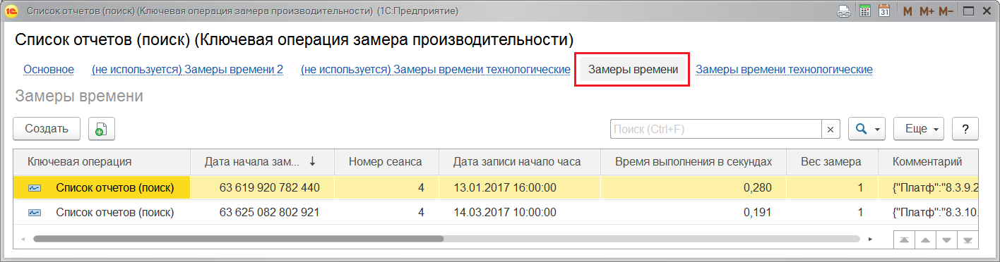 Список отчетов (поиск) (Ключевая операция замера производительности) (1С:Предприятие)
31 M M+ M-
Список отчетов (поиск) (Ключевая операция замера производительности)
Основное (не используется) Замеры времени 2 (не используется) Замеры времени технологические Замеры времени Замеры времени технологические
Замеры времени
Создать Поиск (Ctrl+F) × Еще ?
Ключевая операция Дата начала зам... ↓ Номер сеанса Дата записи начало часа Время выполнения в секундах Вес замера Комментарий
Список отчетов (поиск) 63 619 920 782 440 4 13.01.2017 16:00:00 0,280 1 {"Платф":"8.3.9.2
Список отчетов (поиск) 63 625 082 802 921 4 14.03.2017 10:00:00 0,191 1 {"Платф":"8.3.10.